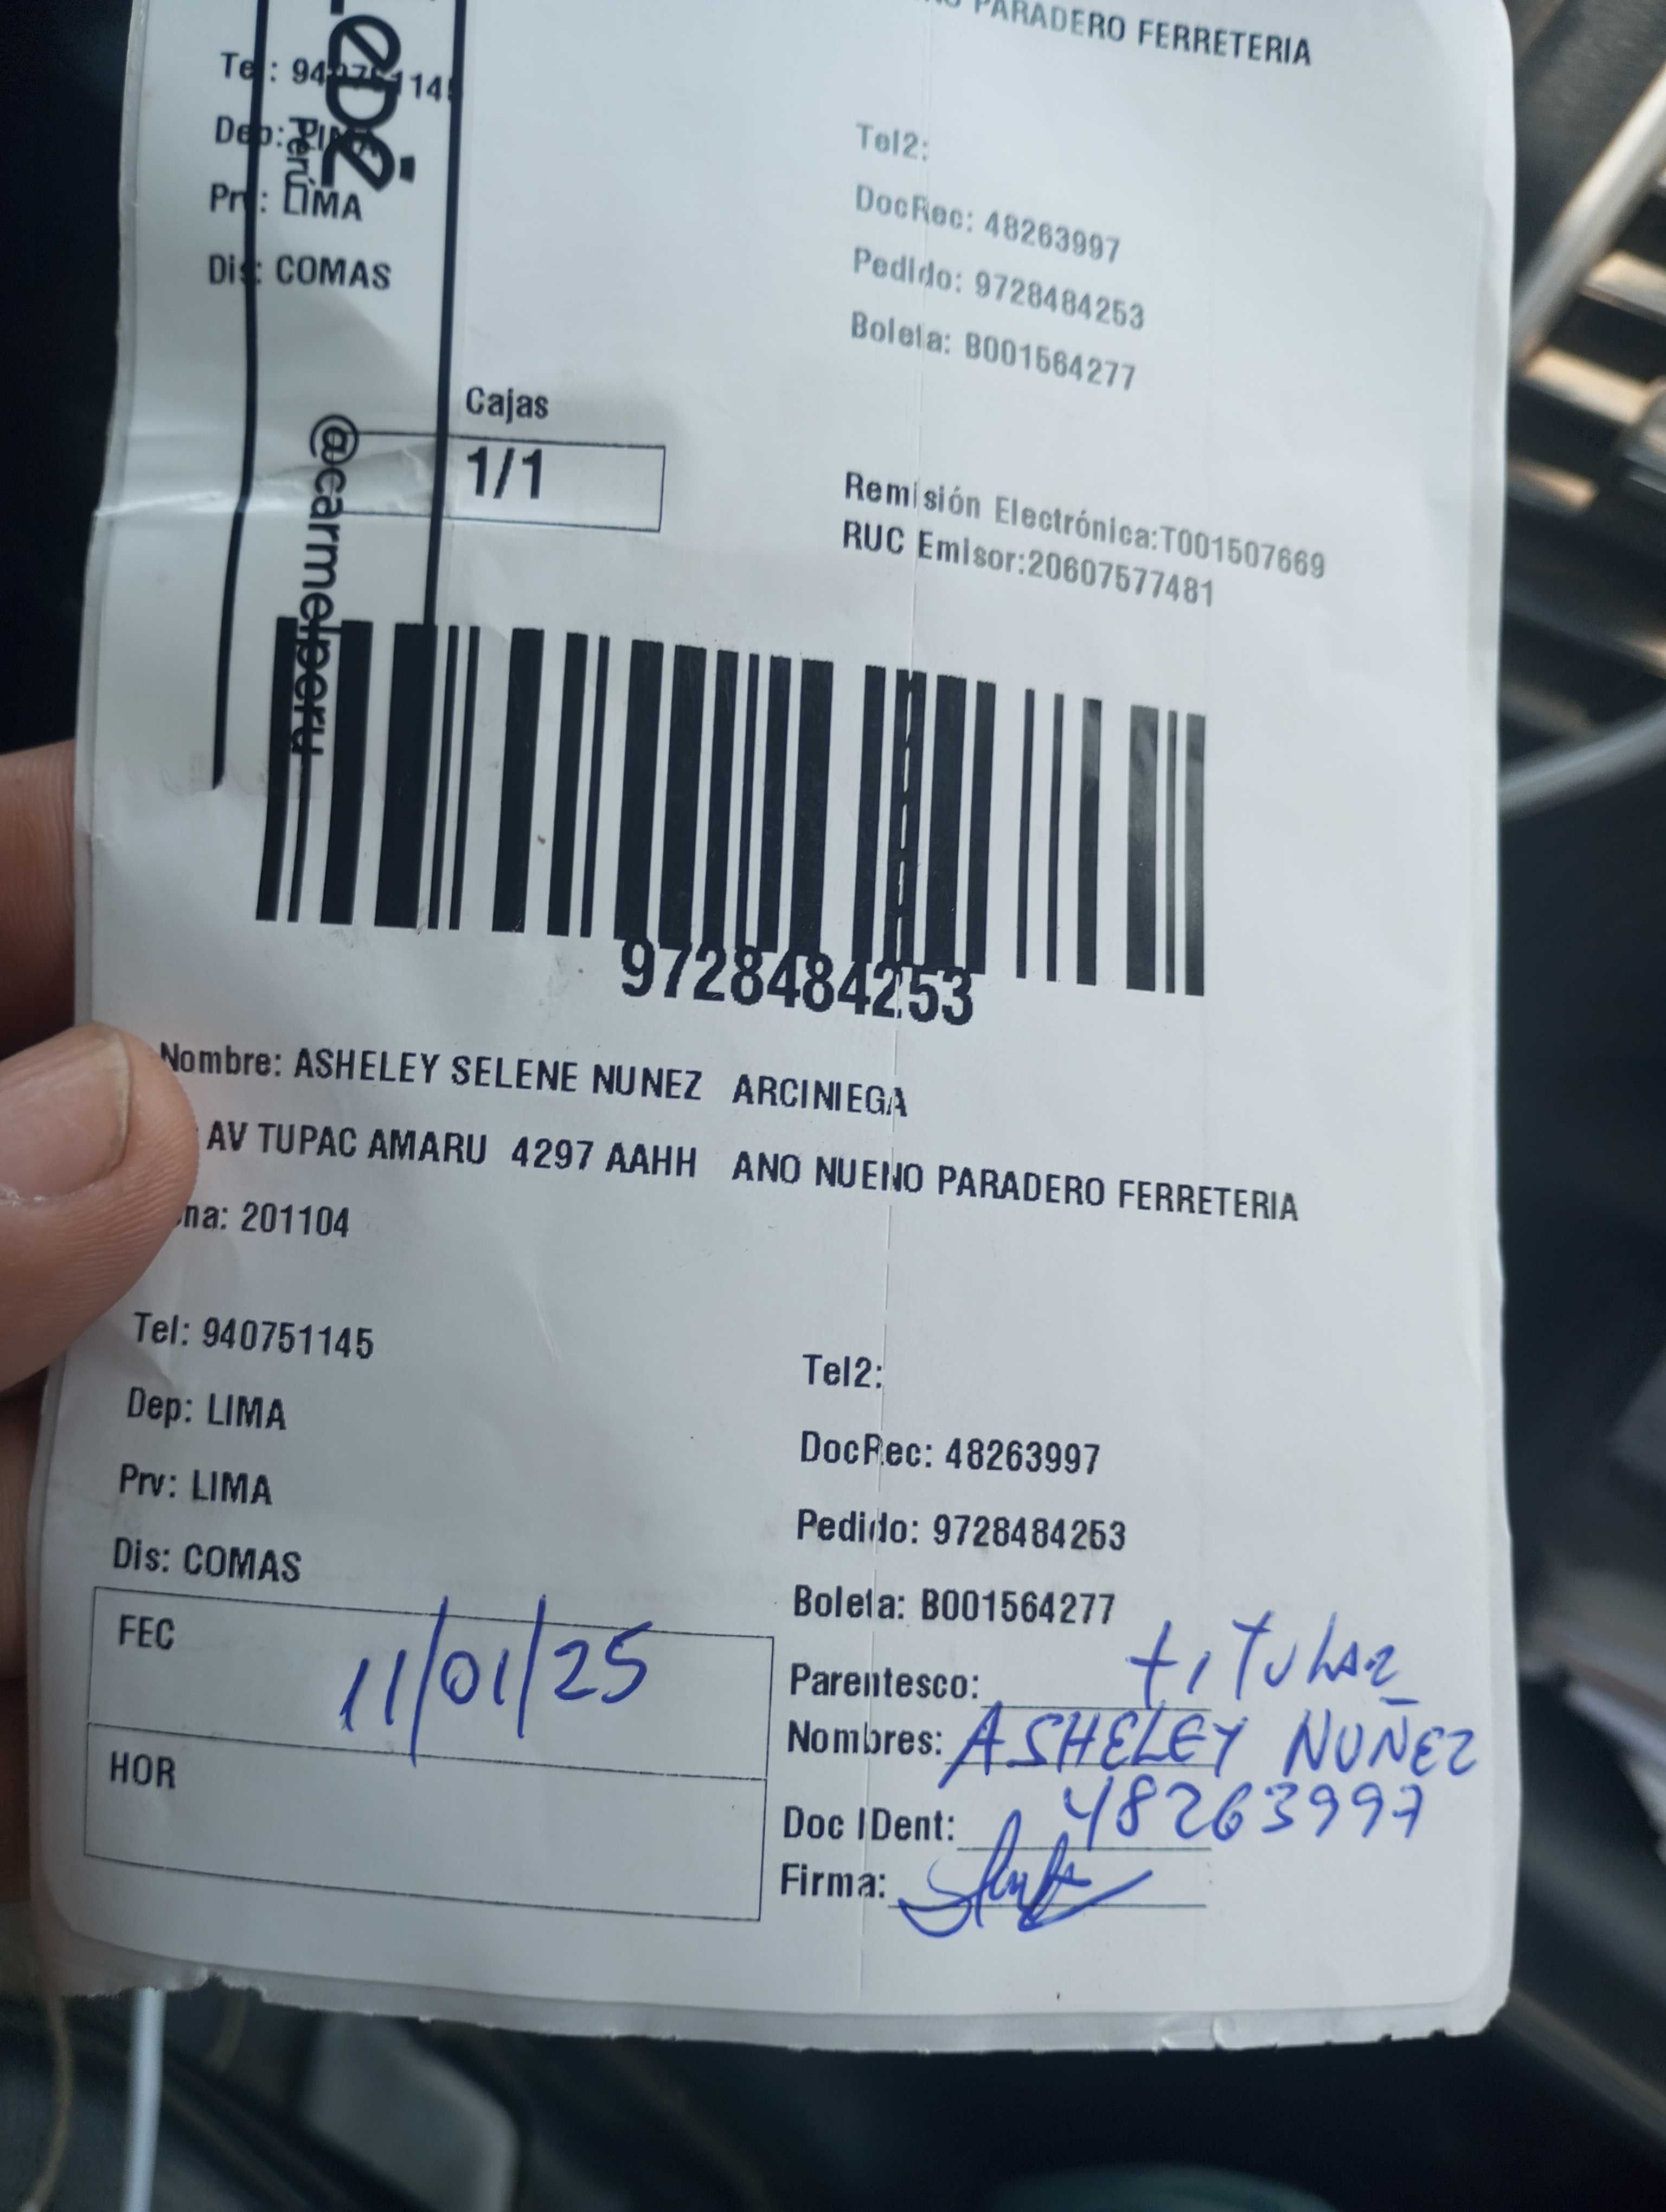 PARADERO FERRETERIA
Tel: 940751145
Tel2:
Dep: LIMA
DocRec: 48263997
Prv: LIMA
Pedido: 9728484253
Dis: COMAS
Boleta: B001564277
Perú
@carmelperu
Cajas
1/1
Remisión Electrónica:T001507669
RUC Emisor:20607577481
9728484253
Nombre: ASHELEY SELENE NUNEZ ARCINIEGA
AV TUPAC AMARU 4297 AAHH ANO NUENO PARADERO FERRETERIA
na: 201104
Tel: 940751145
Tel2:
Dep: LIMA
DocRec: 48263997
Prv: LIMA
Pedido: 9728484253
Dis: COMAS
Boleta: B001564277
FEC 11/01/25
Parentesco: titular
Nombres: ASHELEY NUÑEZ
HOR
Doc IDent: 48263997
Firma: